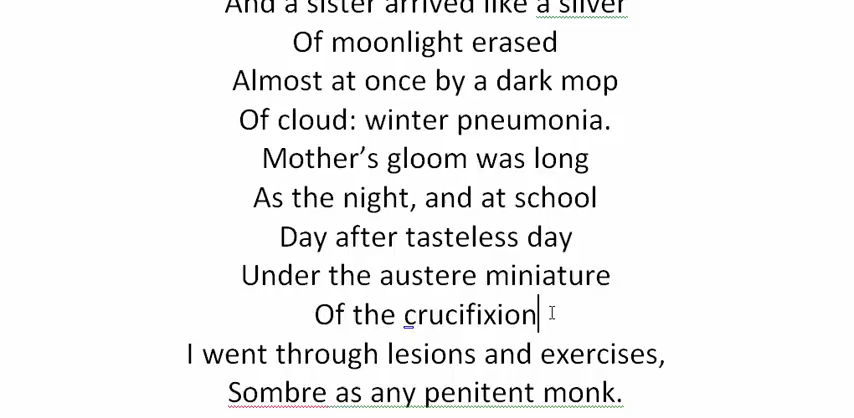 And a sister arrived like a silver
Of moonlight erased
Almost at once by a dark mop
Of cloud: winter pneumonia.
Mother’s gloom was long
As the night, and at school
Day after tasteless day
Under the austere miniature
Of the crucifixion
I went through lesions and exercises,
Sombre as any penitent monk.